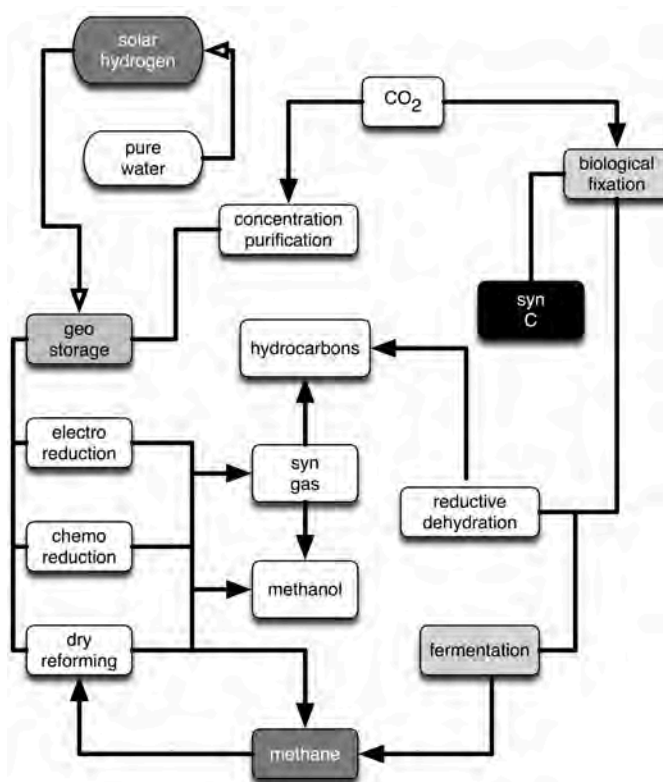 solar
hydrogen
CO2
pure
water
biological
fixation
concentration
purification
syn
C
geo
storage
hydrocarbons
electro
reduction
syn
gas
reductive
dehydration
chemo
reduction
methanol
dry
reforming
fermentation
methane